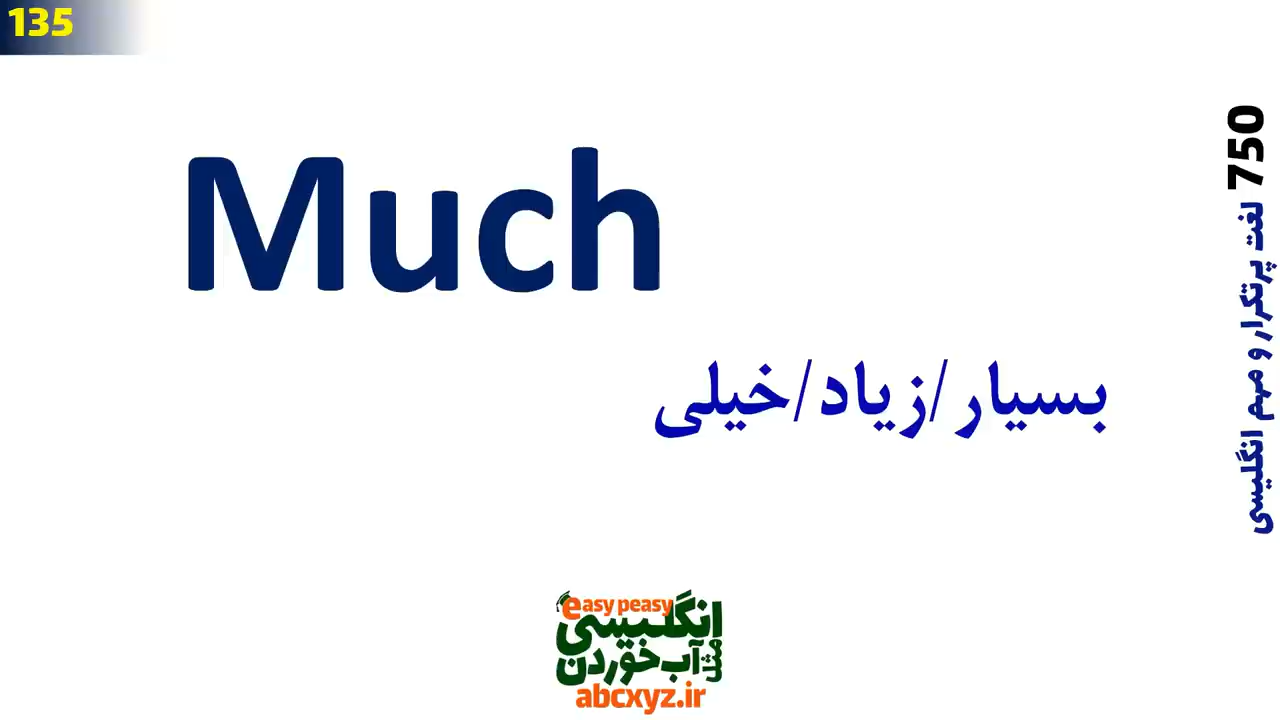 135
Much
بسیار/زیاد/خیلی
750 لغت پرتکرار و مهم انگلیسی
easy peasy
انگلیسی
مثل آب خوردن
abcxyz.ir